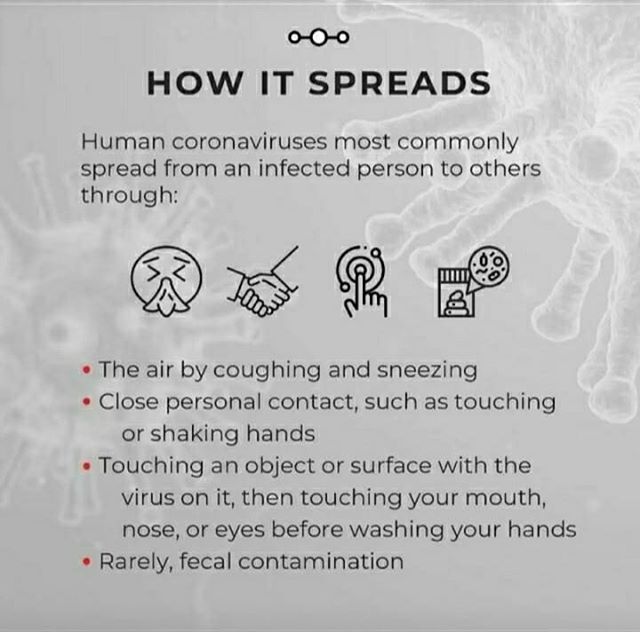 HOW IT SPREADS
Human coronaviruses most commonly
spread from an infected person to others
through:
• The air by coughing and sneezing
• Close personal contact, such as touching
or shaking hands
• Touching an object or surface with the
virus on it, then touching your mouth,
nose, or eyes before washing your hands
• Rarely, fecal contamination